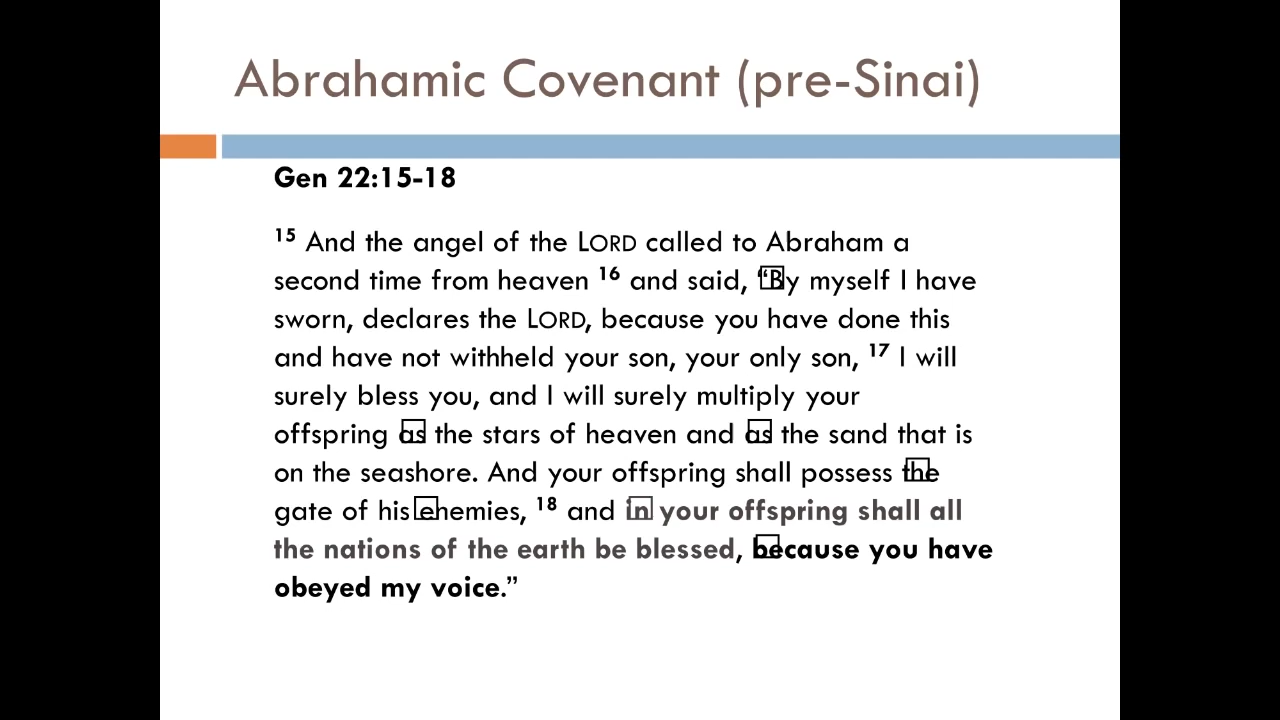 Abrahamic Covenant (pre-Sinai)
Gen 22:15-18
15 And the angel of the LORD called to Abraham a
second time from heaven 16 and said, “By myself I have
sworn, declares the LORD, because you have done this
and have not withheld your son, your only son, 17 I will
surely bless you, and I will surely multiply your
offspring as the stars of heaven and as the sand that is
on the seashore. And your offspring shall possess the
gate of his enemies, 18 and in your offspring shall all
the nations of the earth be blessed, because you have
obeyed my voice.”